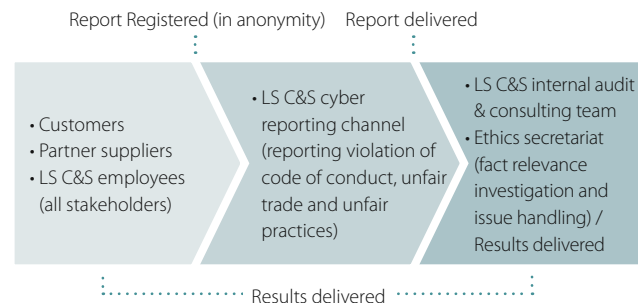 Report Registered (in anonymity)
Report delivered
• Customers
• Partner suppliers
• LS C&S employees
(all stakeholders)
• LS C&S cyber
reporting channel
(reporting violation of
code of conduct, unfair
trade and unfair
practices)
• LS C&S internal audit
& consulting team
• Ethics secretariat
(fact relevance
investigation and
issue handling) /
Results delivered
Results delivered